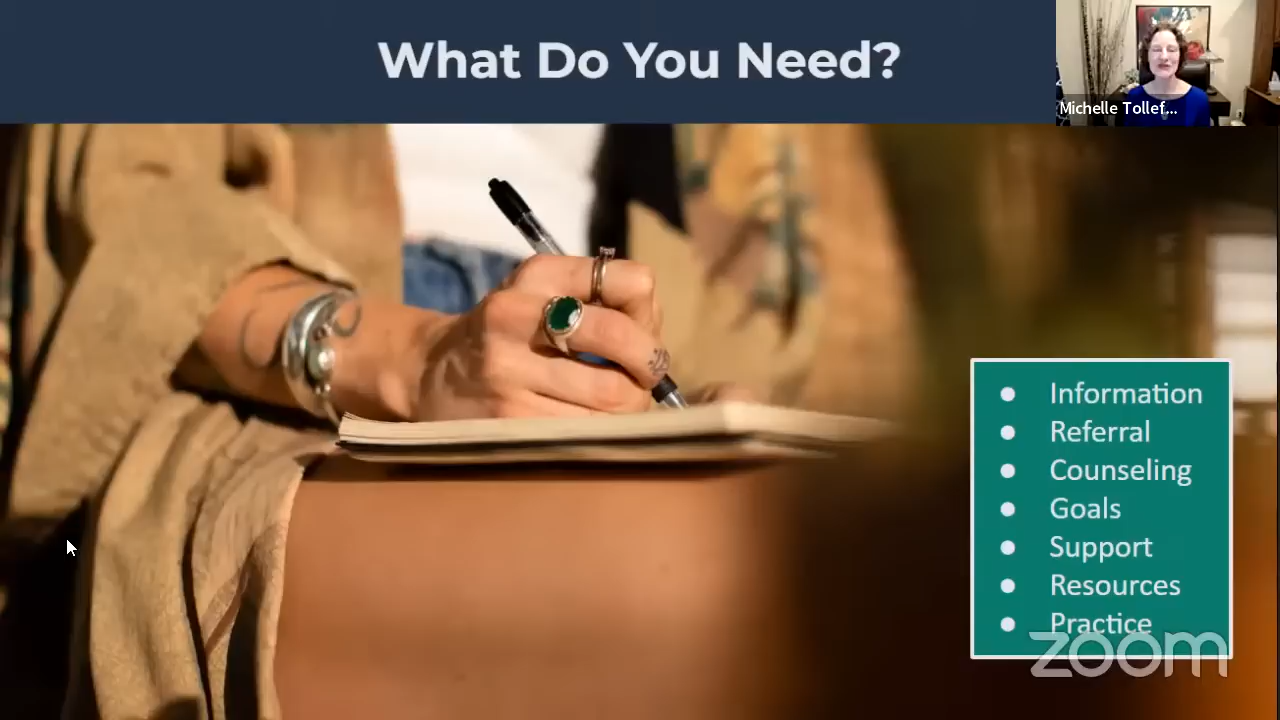 What Do You Need?
Michelle Tollef...
Information
Referral
Counseling
Goals
Support
Resources
Practice
zoom